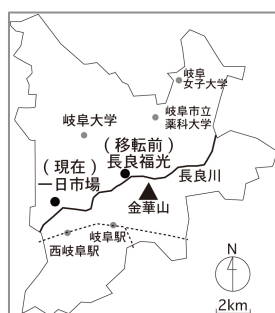 岐阜
女子大学
岐阜市立
薬科大学
岐阜大学
(移転前)
長良福光
(現在)
一日市場
長良川
金華山
岐阜駅
西岐阜駅
N
2km